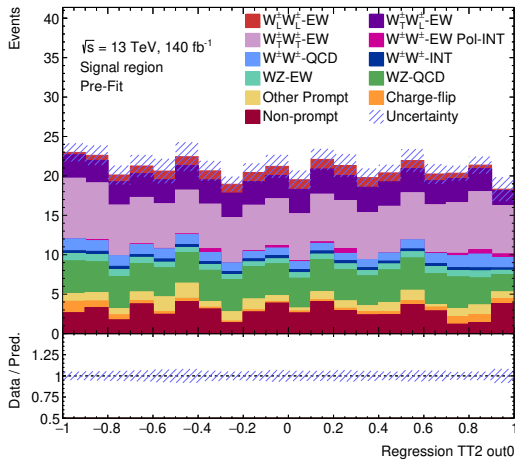 Events
40
35
30
25
20
15
10
5
0
√s = 13 TeV, 140 fb⁻¹
Signal region
Pre-Fit
W±LW±L-EW
W±TW±L-EW
W±TW±T-EW
W±W±-EW Pol-INT
W±W±-QCD
W±W±-INT
WZ-EW
WZ-QCD
Other Prompt
Charge-flip
Non-prompt
Uncertainty
Data / Pred.
1.25
1
0.75
0.5
−1 −0.8 −0.6 −0.4 −0.2 0 0.2 0.4 0.6 0.8 1
Regression TT2 out0